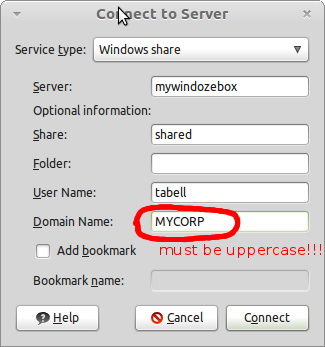 Connect to Server
Service type: Windows share
Server: mywindozebox
Optional information:
Share: shared
Folder:
User Name: tabell
Domain Name: MYCORP
Add bookmark must be uppercase!!!
Bookmark name:
Help Cancel Connect